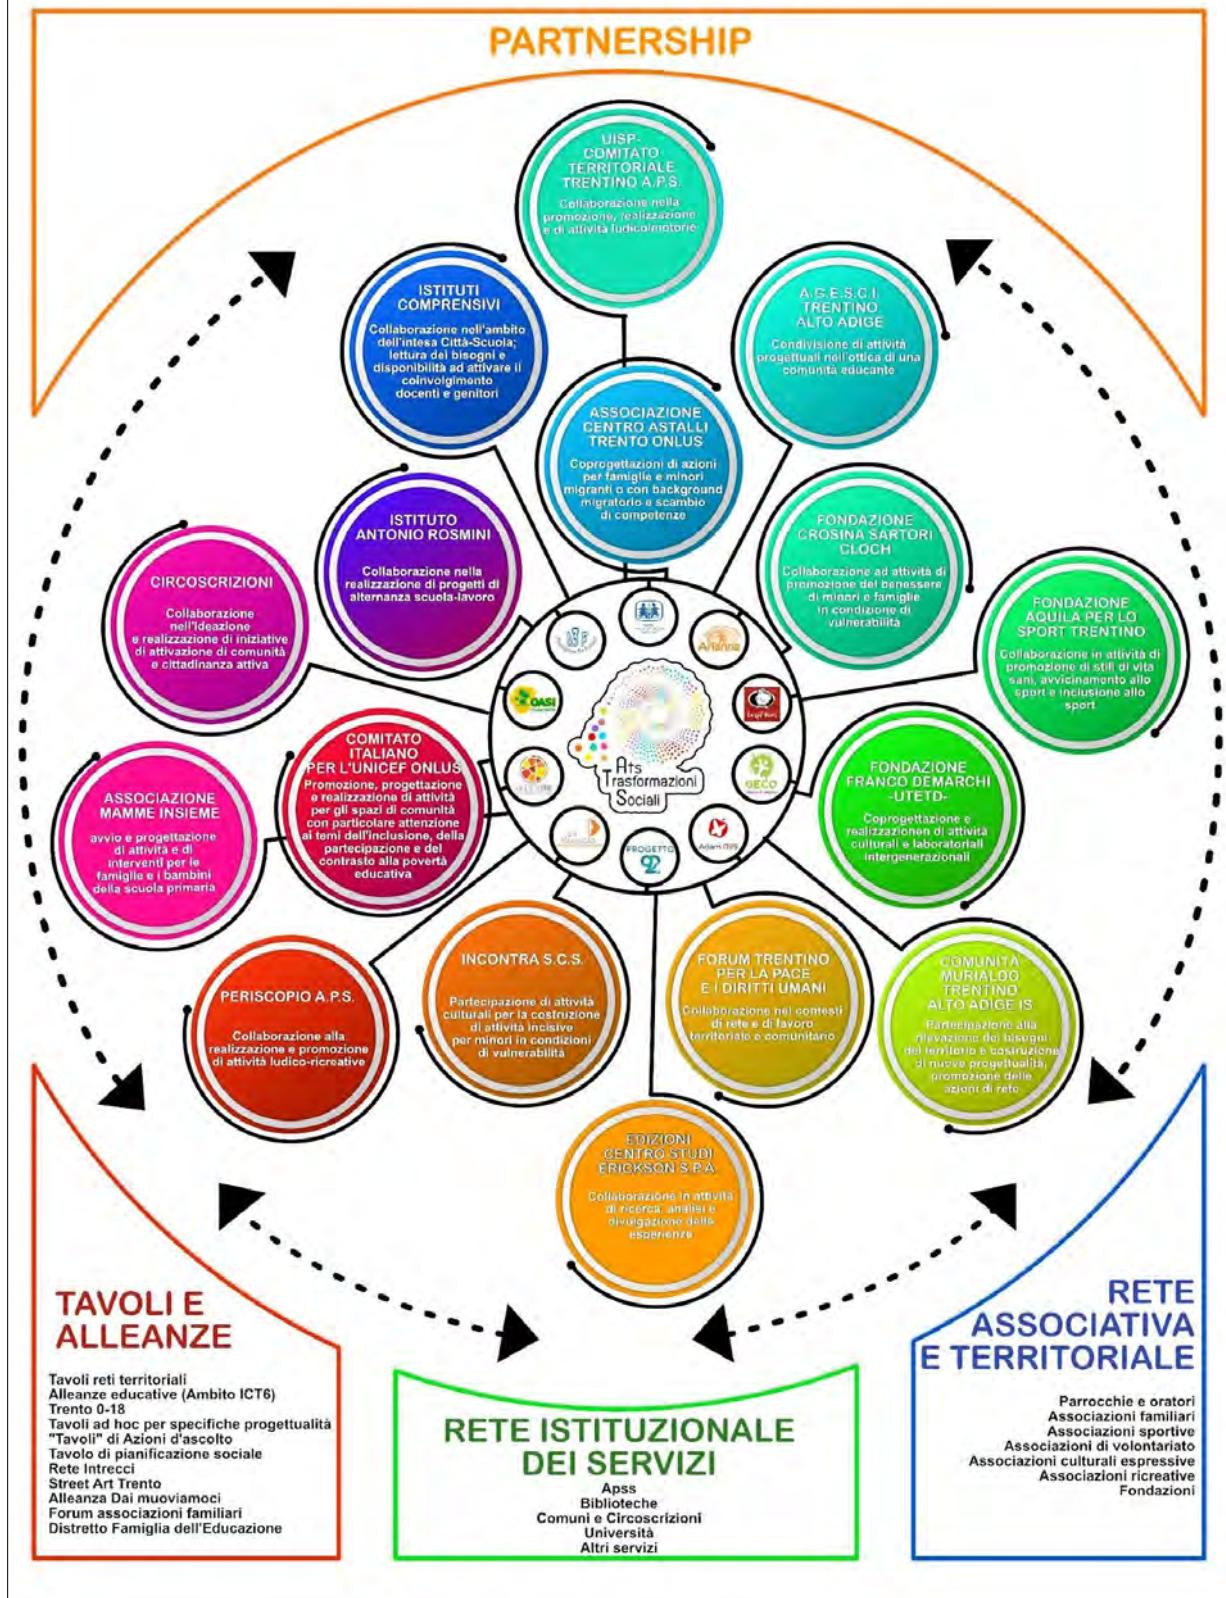 PARTNERSHIP
UISP-
COMITATO
TERRITORIALE
TRENTINO A.P.S.
Collaborazione nella
promozione, realizzazione
e di attività ludico/motorie
ISTITUTI
COMPRENSIVI
Collaborazione nell'ambito
dell'intesa Città-Scuola;
lettura dei bisogni e
disponibilità ad attivare il
coinvolgimento
docenti e genitori
A.G.E.S.C.I.
TRENTINO
ALTO ADIGE
Condivisione di attività
progettuali nell'ottica di una
comunità educante
ASSOCIAZIONE
CENTRO ASTALLI
TRENTO ONLUS
Coprogettazioni di azioni
per famiglie e minori
migranti o con background
migratorio e scambio
di competenze
ISTITUTO
ANTONIO ROSMINI
Collaborazione nella
realizzazione di progetti di
alternanza scuola-lavoro
FONDAZIONE
CROSINA SARTORI
CLOCH
Collaborazione ad attività di
promozione del benessere
di minori e famiglie
in condizione di
vulnerabilità
CIRCOSCRIZIONI
Collaborazione
nell'ideazione
e realizzazione di iniziative
di attivazione di comunità
e cittadinanza attiva
FONDAZIONE
AQUILA PER LO
SPORT TRENTINO
Collaborazione in attività di
promozione di stili di vita
sani, avvicinamento allo
sport e inclusione allo
sport
Arianna
OASI
GECO
PROGETTO
92
Ats
Trasformazioni
Sociali
COMITATO
ITALIANO
PER L'UNICEF ONLUS
Promozione, progettazione
e realizzazione di attività
per gli spazi di comunità
con particolare attenzione
ai temi dell'inclusione, della
partecipazione e del
contrasto alla povertà
educativa
FONDAZIONE
FRANCO DEMARCHI
-UTETD-
Coprogettazione e
realizzazionen di attività
culturali e laboratoriali
intergenerazionali
ASSOCIAZIONE
MAMME INSIEME
avvio e progettazione
di attività e di
interventi per le
famiglie e i bambini
della scuola primaria
PERISCOPIO A.P.S.
Collaborazione alla
realizzazione e promozione
di attività ludico-ricreative
INCONTRA S.C.S.
Partecipazione di attività
culturali per la costruzione
di attività incisive
per minori in condizioni
di vulnerabilità
FORUM TRENTINO
PER LA PACE
E I DIRITTI UMANI
Collaborazione nei contesti
di rete e di lavoro
territoriale e comunitario
COMUNITÀ
MURIALDO
TRENTINO
ALTO ADIGE IS
Partecipazione alla
rilevazione dei bisogni
del territorio e costruzione
di nuove progettualità,
promozione delle
azioni di rete
EDIZIONI
CENTRO STUDI
ERICKSON S.P.A.
Collaborazione in attività
di ricerca, analisi e
divulgazione delle
esperienze
TAVOLI E
ALLEANZE
Tavoli reti territoriali
Alleanze educative (Ambito ICT6)
Trento 0-18
Tavoli ad hoc per specifiche progettualità
"Tavoli" di Azioni d'ascolto
Tavolo di pianificazione sociale
Rete Intrecci
Street Art Trento
Alleanza Dai muoviamoci
Forum associazioni familiari
Distretto Famiglia dell'Educazione
RETE ISTITUZIONALE
DEI SERVIZI
Apss
Biblioteche
Comuni e Circoscrizioni
Università
Altri servizi
RETE
ASSOCIATIVA
E TERRITORIALE
Parrocchie e oratori
Associazioni familiari
Associazioni sportive
Associazioni di volontariato
Associazioni culturali espressive
Associazioni ricreative
Fondazioni